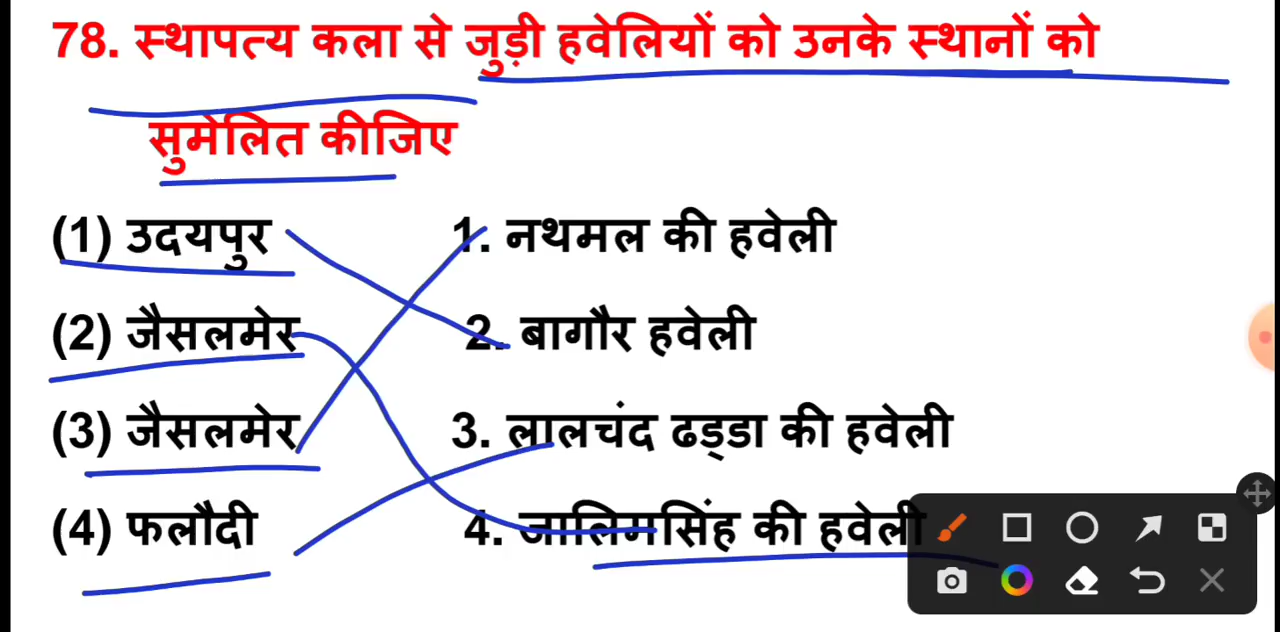 78. स्थापत्य कला से जुड़ी हवेलियों को उनके स्थानों को
सुमेलित कीजिए
(1) उदयपुर 1. नथमल की हवेली
(2) जैसलमेर 2. बागौर हवेली
(3) जैसलमेर 3. लालचंद ढड्डा की हवेली
(4) फलौदी 4. जालिमसिंह की हवेली